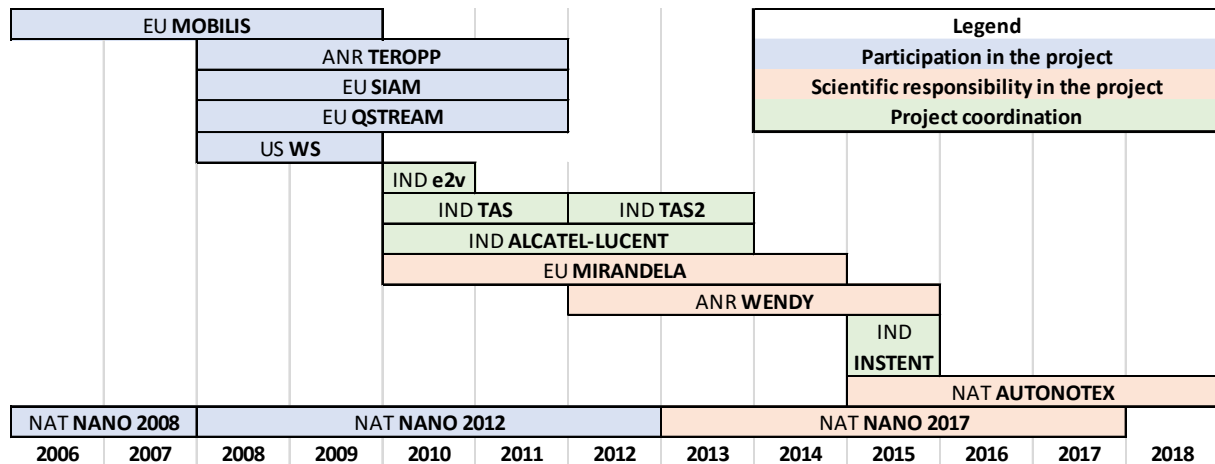 EU MOBILIS
Legend
ANR TEROPP
Participation in the project
EU SIAM
Scientific responsibility in the project
EU QSTREAM
Project coordination
US WS
IND e2v
IND TAS
IND TAS2
IND ALCATEL-LUCENT
EU MIRANDELA
ANR WENDY
IND
INSTENT
NAT AUTONOTEX
NAT NANO 2008
NAT NANO 2012
NAT NANO 2017
2006 2007 2008 2009 2010 2011 2012 2013 2014 2015 2016 2017 2018